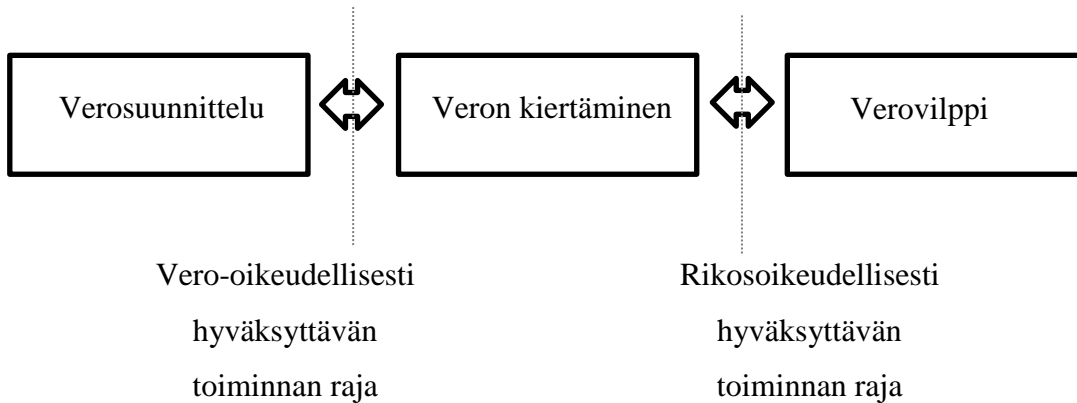 Verosuunnittelu
Veron kiertäminen
Verovilppi
Vero-oikeudellisesti
hyväksyttävän
toiminnan raja
Rikosoikeudellisesti
hyväksyttävän
toiminnan raja